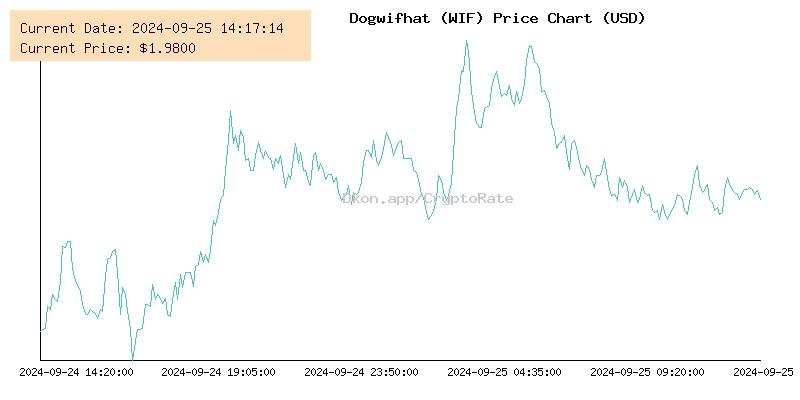 Dogwifhat (WIF) Price Chart (USD)
Current Date: 2024-09-25 14:17:14
Current Price: $1.9800
Dkon.app/CryptoRate
2024-09-24 14:20:00
2024-09-24 19:05:00
2024-09-24 23:50:00
2024-09-25 04:35:00
2024-09-25 09:20:00
2024-09-25